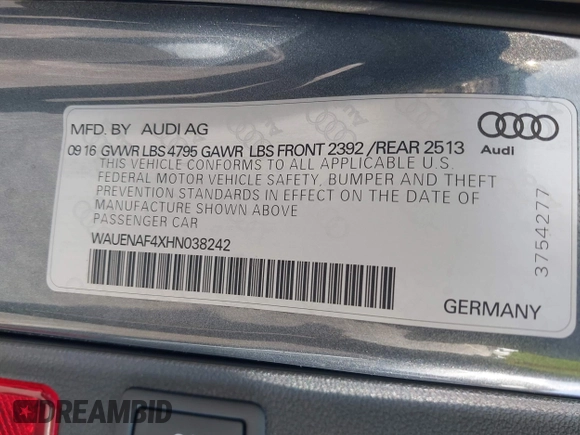 MFD. BY AUDI AG
0916 GVWR LBS 4795 GAWR LBS FRONT 2392 /REAR 2513
THIS VEHICLE CONFORMS TO ALL APPLICABLE U.S.
FEDERAL MOTOR VEHICLE SAFETY, BUMPER AND THEFT
PREVENTION STANDARDS IN EFFECT ON THE DATE OF
MANUFACTURE SHOWN ABOVE
PASSENGER CAR
WAUENAF4XHN038242
Audi
3754277
GERMANY
DREAMBID